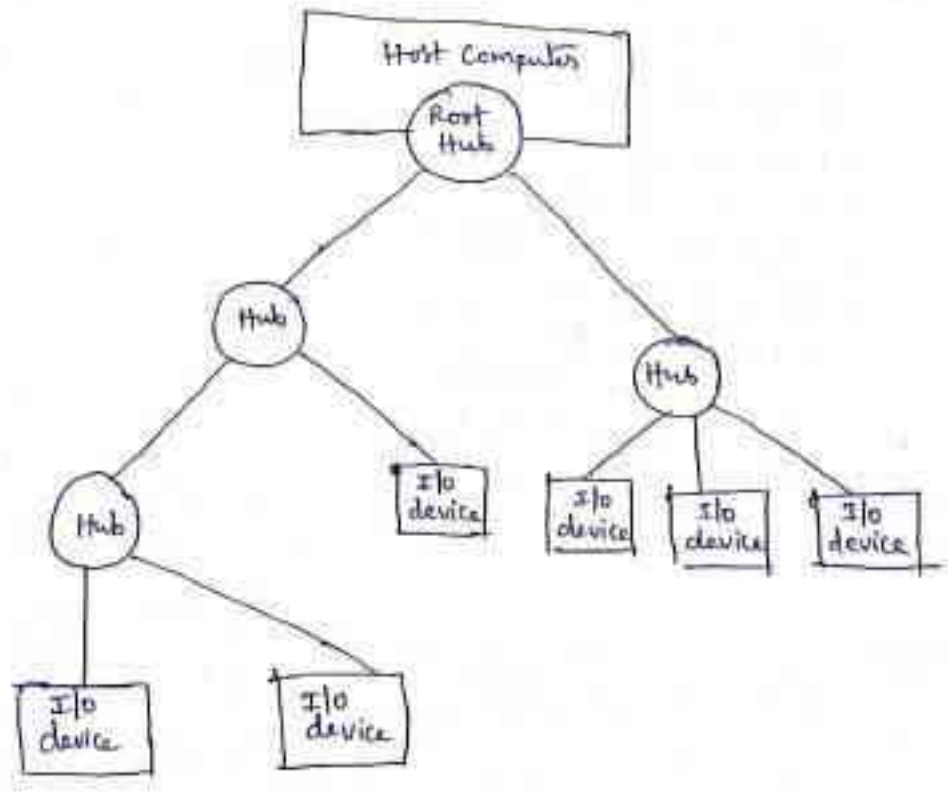 Host Computer
Root
Hub
Hub
Hub
I/O
device
I/O
device
I/O
device
I/O
device
Hub
I/O
device
I/O
device